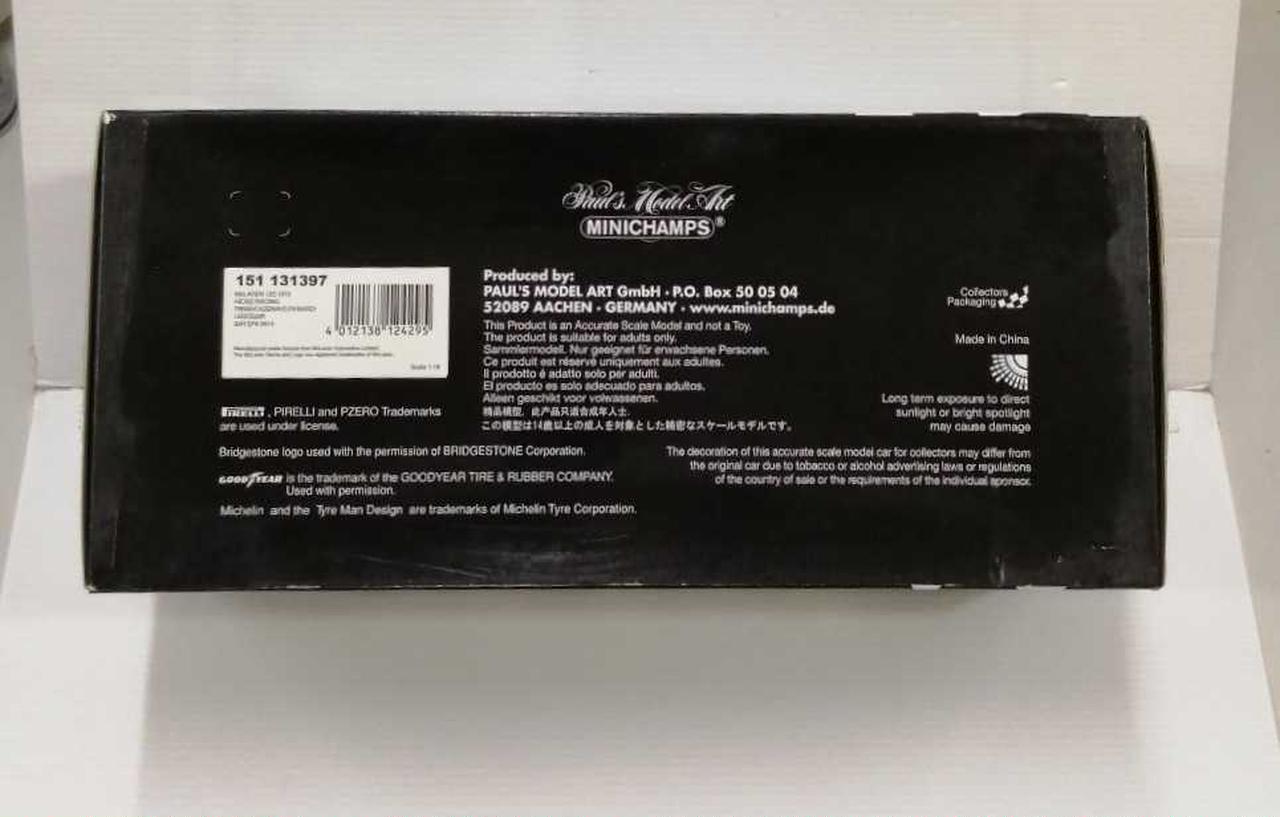 Paul's Model Art
MINICHAMPS®
151 131397
4 012138 124295
Scale 1:18
Produced by:
PAUL'S MODEL ART GmbH · P.O. Box 50 05 04
52089 AACHEN · GERMANY · www.minichamps.de
This Product is an Accurate Scale Model and not a Toy.
The product is suitable for adults only.
Sammlermodell. Nur geeignet für erwachsene Personen.
Ce produit est réservé uniquement aux adultes.
Il prodotto é adatto solo per adulti.
El producto es solo adecuado para adultos.
Alleen geschikt voor volwassenen.
精品模型. 此产品只适合成年人士.
この模型は14歳以上の成人を対象とした精密なスケールモデルです。
Collectors
Packaging
Made in China
Long term exposure to direct
sunlight or bright spotlight
may cause damage
PIRELLI, PIRELLI and PZERO Trademarks
are used under license.
Bridgestone logo used with the permission of BRIDGESTONE Corporation.
GOODYEAR is the trademark of the GOODYEAR TIRE & RUBBER COMPANY.
Used with permission.
Michelin and the Tyre Man Design are trademarks of Michelin Tyre Corporation.
The decoration of this accurate scale model car for collectors may differ from
the original car due to tobacco or alcohol advertising laws or regulations
of the country of sale or the requirements of the individual sponsor.